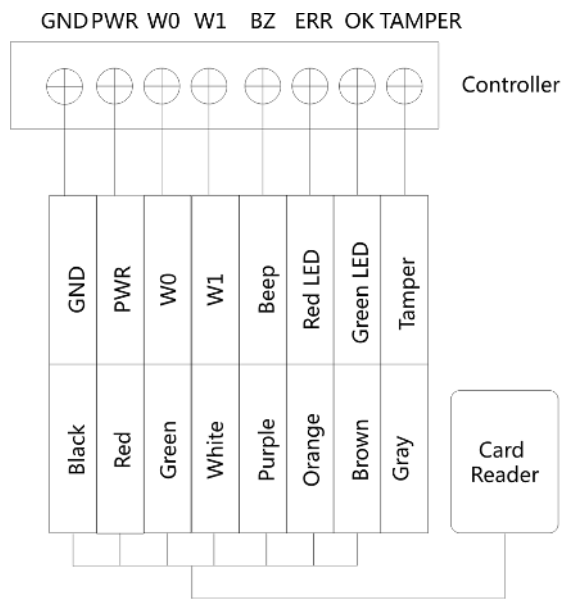 GND PWR W0 W1 BZ ERR OK TAMPER
Controller
GND
PWR
W0
W1
Beep
Red LED
Green LED
Tamper
Black
Red
Green
White
Purple
Orange
Brown
Gray
Card
Reader